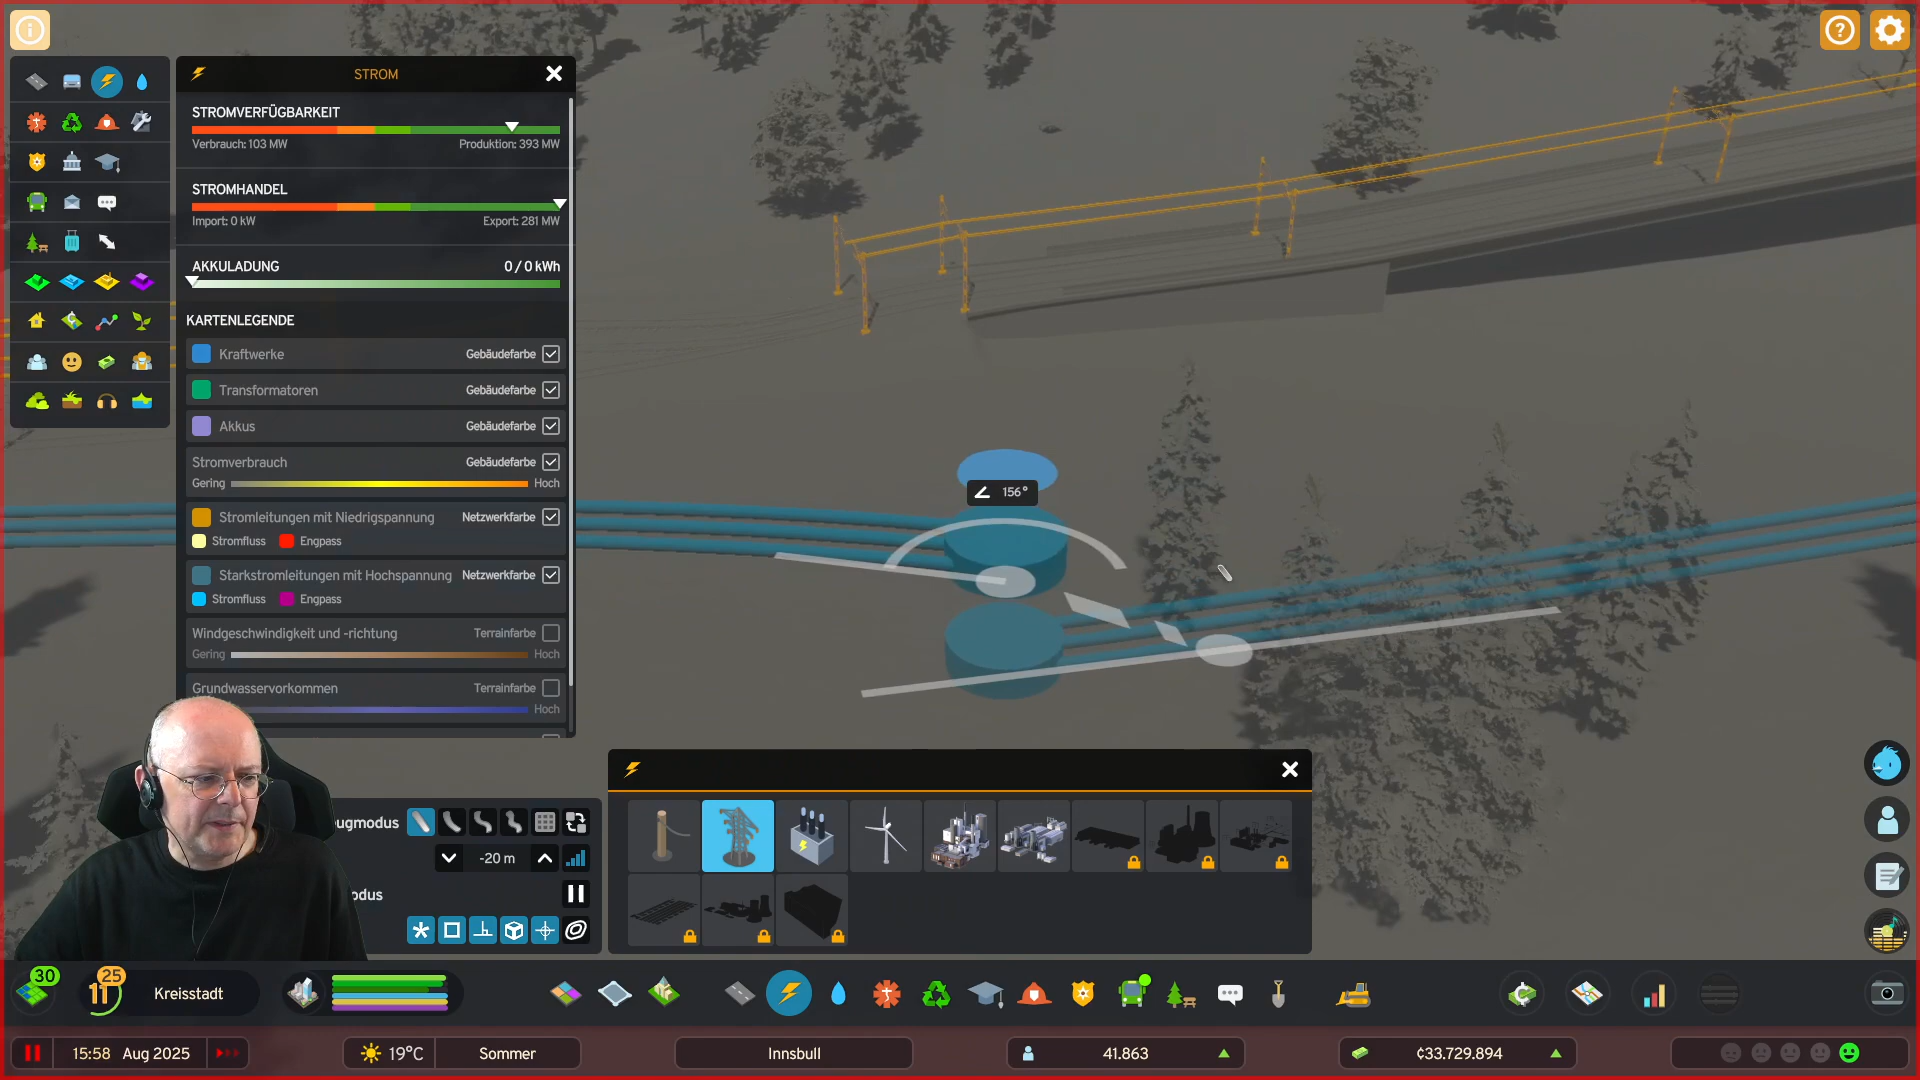 STROM
STROMVERFÜGBARKEIT
Verbrauch: 103 MW Produktion: 393 MW
STROMHANDEL
Import: 0 kW Export: 281 MW
AKKULADUNG 0 / 0 kWh
KARTENLEGENDE
Kraftwerke Gebäudefarbe
Transformatoren Gebäudefarbe
Akkus Gebäudefarbe
Stromverbrauch Gebäudefarbe
Gering Hoch
Stromleitungen mit Niedrigspannung Netzwerkfarbe
Stromfluss Engpass
Starkstromleitungen mit Hochspannung Netzwerkfarbe
Stromfluss Engpass
Windgeschwindigkeit und -richtung Terrainfarbe
Gering Hoch
Grundwasservorkommen Terrainfarbe
Hoch
156°
ugmodus
-20 m
odus
30
25
11
Kreisstadt
15:58 Aug 2025
19°C Sommer
Innsbull
41.863
¢33.729.894